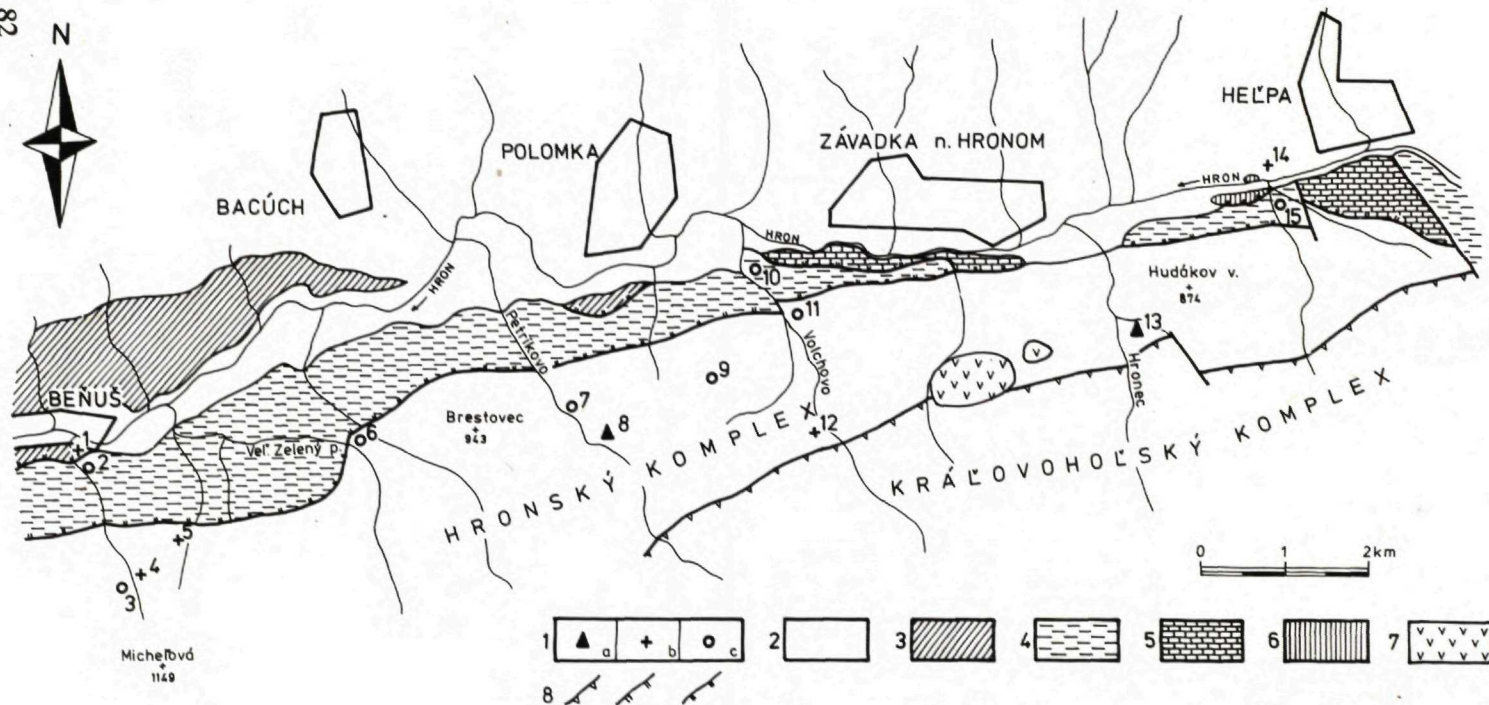 82
N
HEĽPA
ZÁVADKA n. HRONOM
POLOMKA
BACÚCH
14
HRON
15
HRON
10
HRON
11
Hudákov v.
+
874
13
Hronec
Petríkovo
Volchovo
9
7
8
BEŇUŠ
1
2
Veľ. Zelený p.
6
Brestovec
+
943
12
HRONSKÝ KOMPLEX
KRÁĽOVOHOĽSKÝ KOMPLEX
5
4
3
0 1 2 km
Micheľová
+
1149
1 a b c 2 3 4 5 6 7
8
v